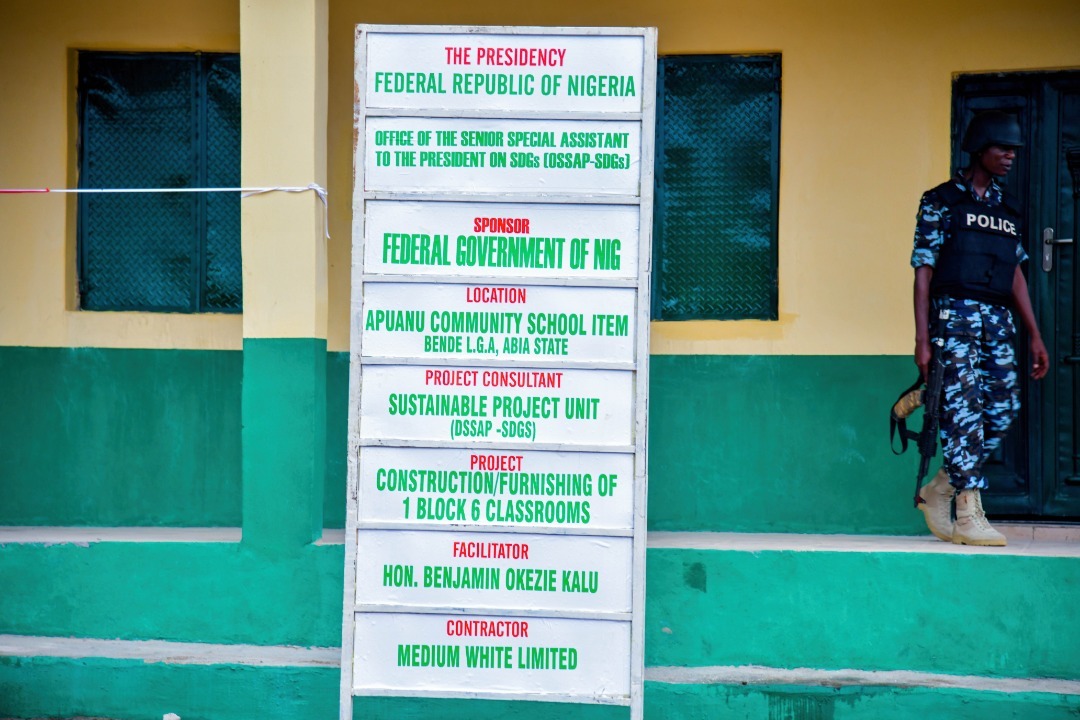 THE PRESIDENCY
FEDERAL REPUBLIC OF NIGERIA
OFFICE OF THE SENIOR SPECIAL ASSISTANT
TO THE PRESIDENT ON SDGs (OSSAP-SDGs)
SPONSOR
FEDERAL GOVERNMENT OF NIG
LOCATION
APUANU COMMUNITY SCHOOL ITEM
BENDE L.G.A, ABIA STATE
PROJECT CONSULTANT
SUSTAINABLE PROJECT UNIT
(DSSAP -SDGS)
PROJECT
CONSTRUCTION/FURNISHING OF
1 BLOCK 6 CLASSROOMS
FACILITATOR
HON. BENJAMIN OKEZIE KALU
CONTRACTOR
MEDIUM WHITE LIMITED
POLICE